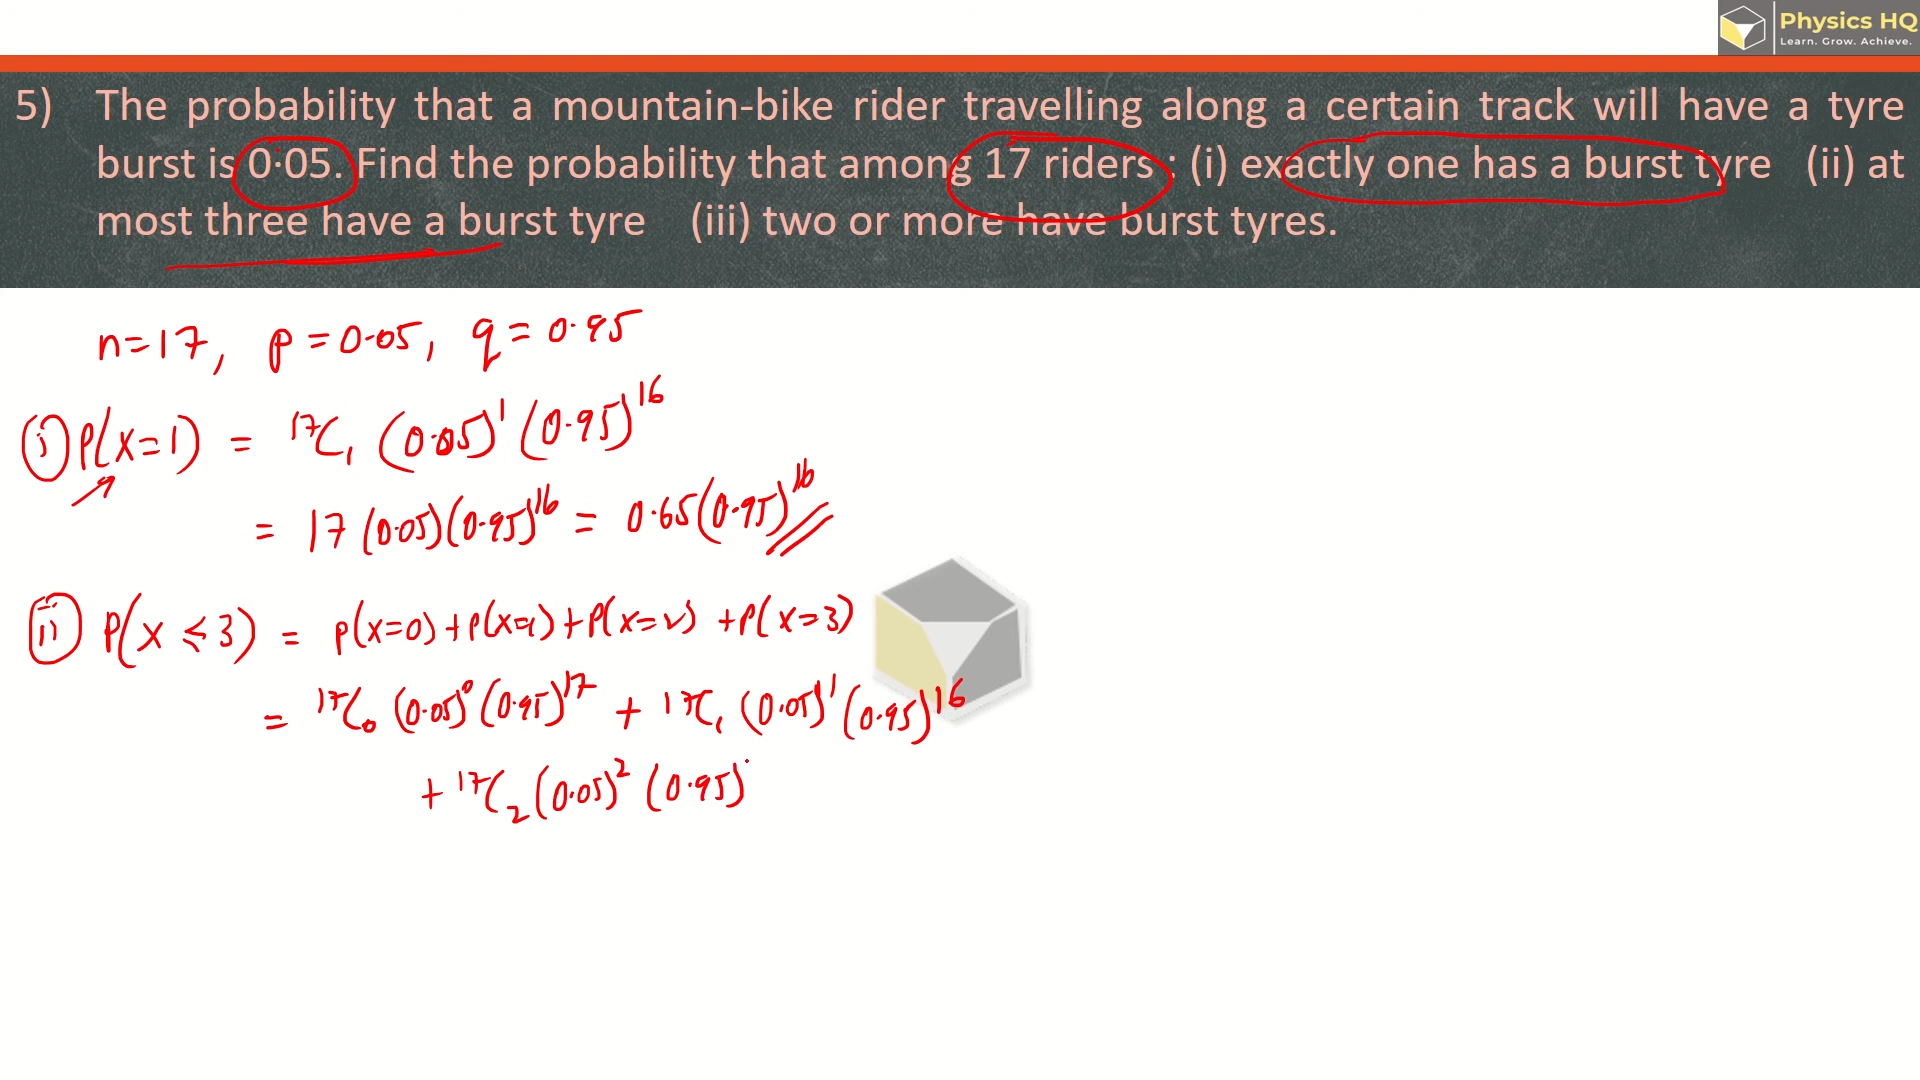 Physics HQ
Learn. Grow. Achieve.
5) The probability that a mountain-bike rider travelling along a certain track will have a tyre
burst is 0·05. Find the probability that among 17 riders : (i) exactly one has a burst tyre (ii) at
most three have a burst tyre (iii) two or more have burst tyres.
n=17, p=0.05, q=0.95
(i) P(X=1) = ¹⁷C₁ (0.05)¹ (0.95)¹⁶
= 17 (0.05)(0.95)¹⁶ = 0.65(0.95)¹⁶
(ii) P(X ≤ 3) = P(X=0) + P(X=1) + P(X=2) + P(X=3)
= ¹⁷C₀ (0.05)⁰ (0.95)¹⁷ + ¹⁷C₁ (0.05)¹ (0.95)¹⁶
+ ¹⁷C₂ (0.05)² (0.95)